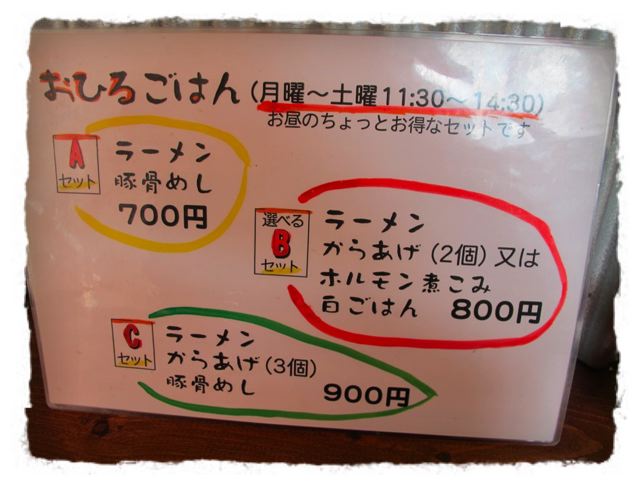 おひるごはん (月曜～土曜11:30～14:30)
お昼のちょっとお得なセットです
A
セット
ラーメン
豚骨めし
700円
選べる
B
セット
ラーメン
からあげ (2個) 又は
ホルモン煮こみ
白ごはん 800円
C
セット
ラーメン
からあげ (3個)
豚骨めし 900円